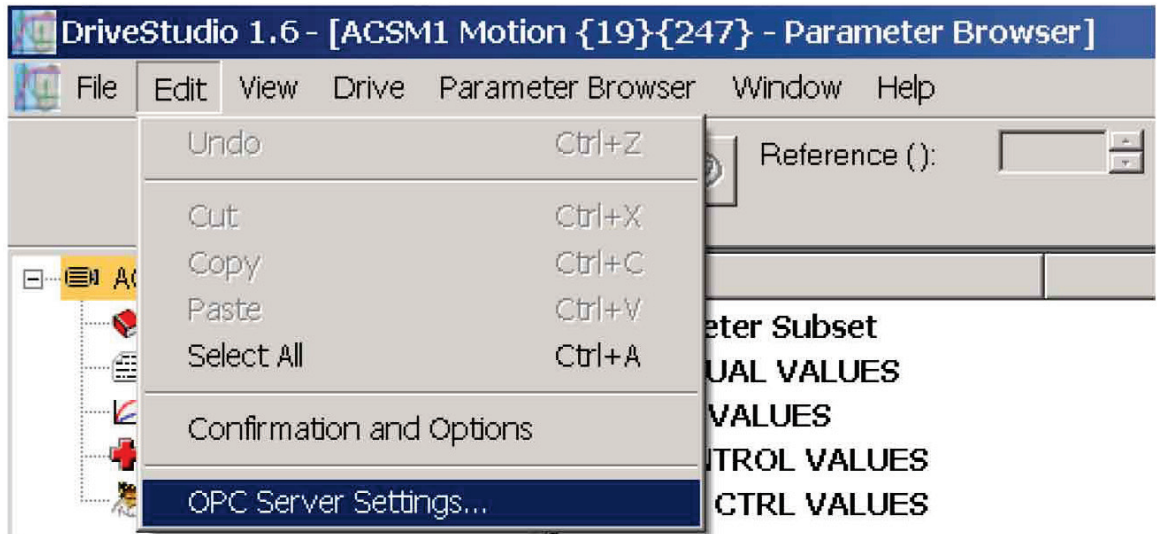 DriveStudio 1.6 - [ACSM1 Motion {19}{247} - Parameter Browser]
File Edit View Drive Parameter Browser Window Help
Undo Ctrl+Z
Reference ( ):
Cut Ctrl+X
Copy Ctrl+C
Paste Ctrl+V
eter Subset
Select All Ctrl+A
UAL VALUES
Confirmation and Options
VALUES
TROL VALUES
OPC Server Settings...
CTRL VALUES